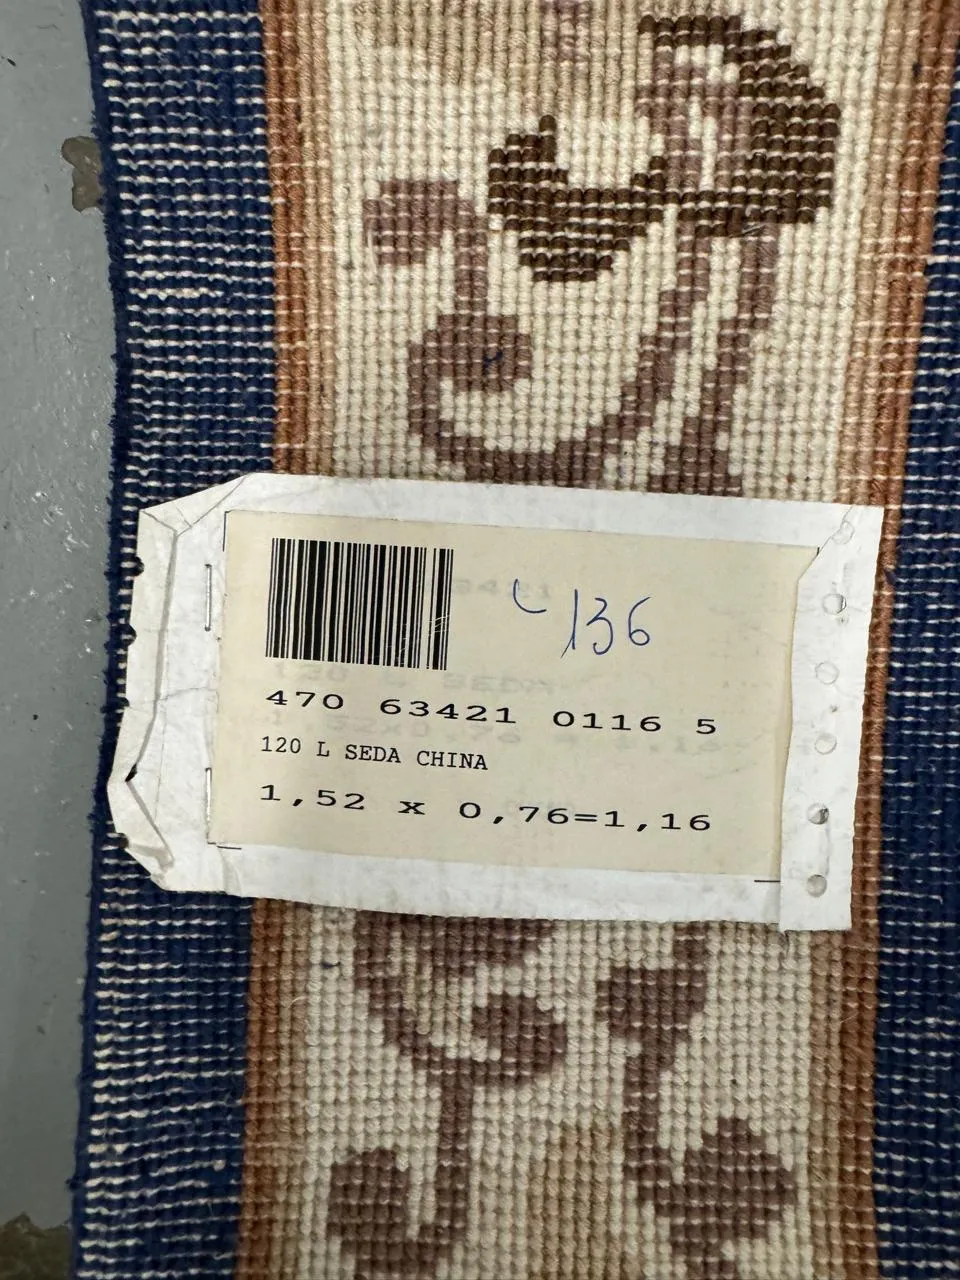 136
470 63421 0116 5
120 L SEDA CHINA
1,52 x 0,76=1,16